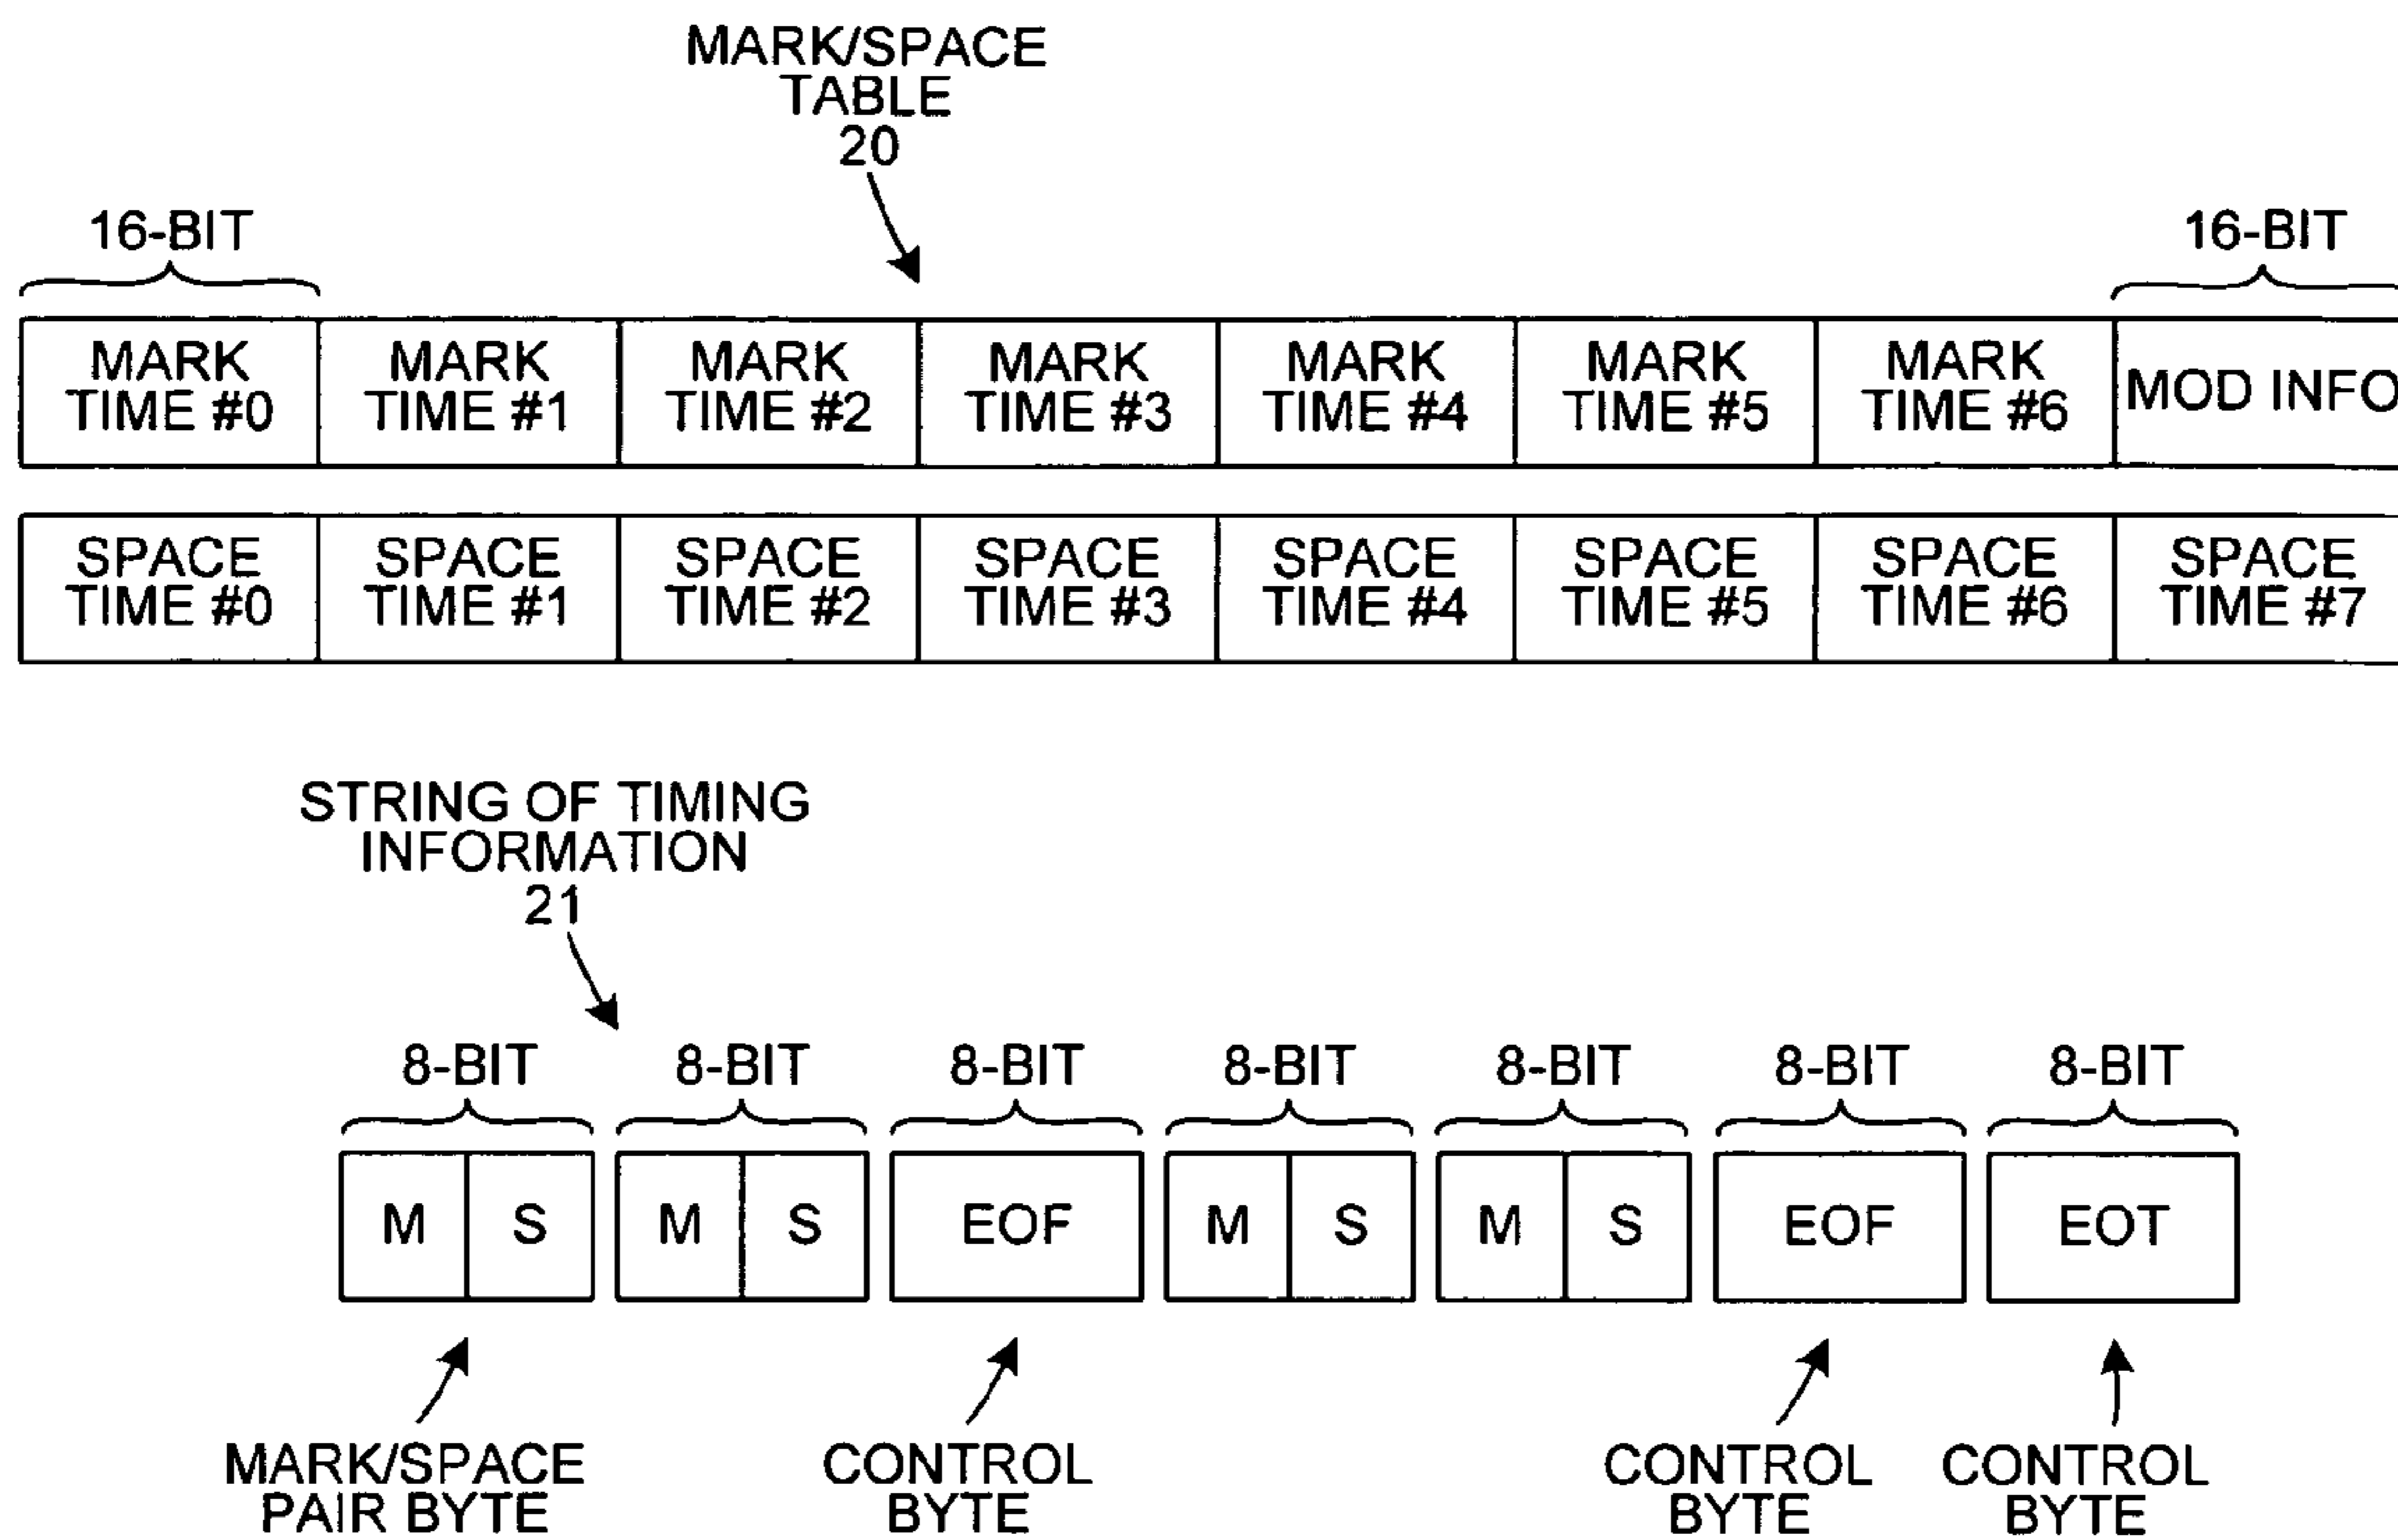 MARK/SPACE
TABLE
20
16-BIT
16-BIT
MARK TIME #0
MARK TIME #1
MARK TIME #2
MARK TIME #3
MARK TIME #4
MARK TIME #5
MARK TIME #6
MOD INFO
SPACE TIME #0
SPACE TIME #1
SPACE TIME #2
SPACE TIME #3
SPACE TIME #4
SPACE TIME #5
SPACE TIME #6
SPACE TIME #7
STRING OF TIMING
INFORMATION
21
8-BIT 8-BIT 8-BIT 8-BIT 8-BIT 8-BIT 8-BIT
M S M S EOF M S M S EOF EOT
MARK/SPACE
PAIR BYTE
CONTROL
BYTE
CONTROL
BYTE
CONTROL
BYTE